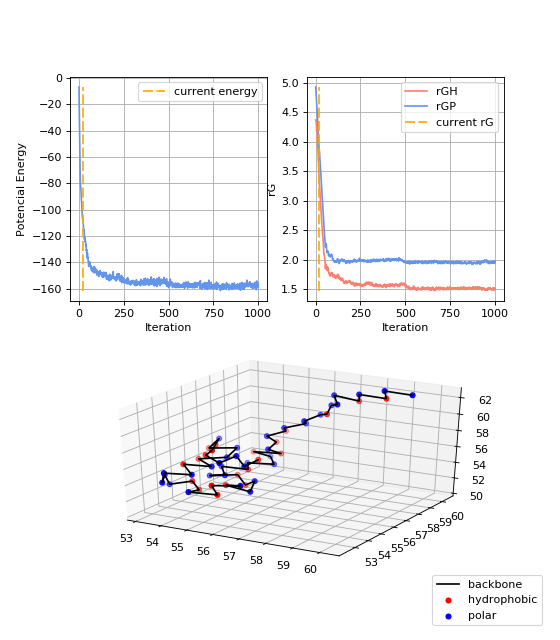 current energy
0
−20
−40
−60
−80
−100
−120
−140
−160
Potencial Energy
0 250 500 750 1000
Iteration
rGH
rGP
current rG
5.0
4.5
4.0
3.5
3.0
2.5
2.0
1.5
rG
0 250 500 750 1000
Iteration
62
60
58
56
54
52
50
53 54 55 56 57 58 59 60
53 54 55 56 57 58 59 60
backbone
hydrophobic
polar